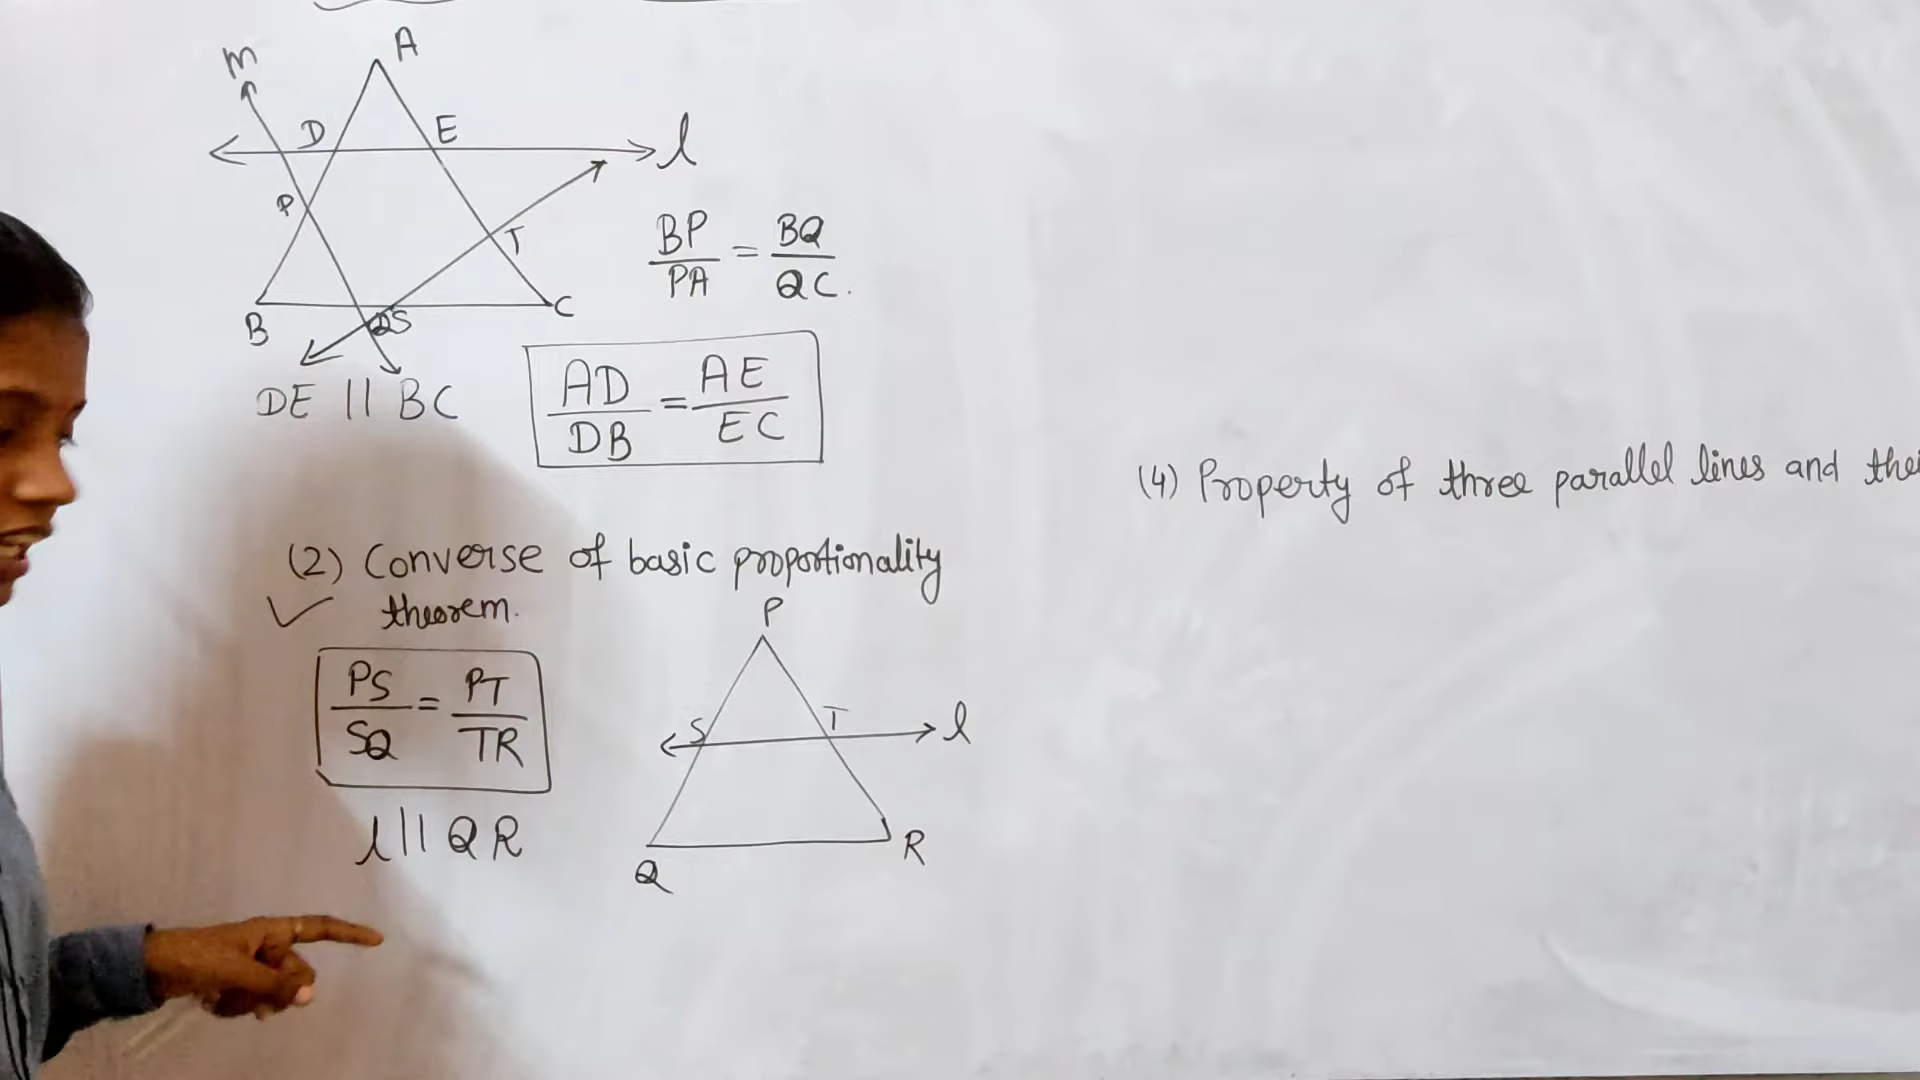 m
A
D
E
l
P
T
BP/PA = BQ/QC.
B
QS
C
DE || BC
AD/DB = AE/EC
(4) Property of three parallel lines and
(2) Converse of basic proportionality
theorem.
P
PS/SQ = PT/TR
S
T
l
l || QR
Q
R